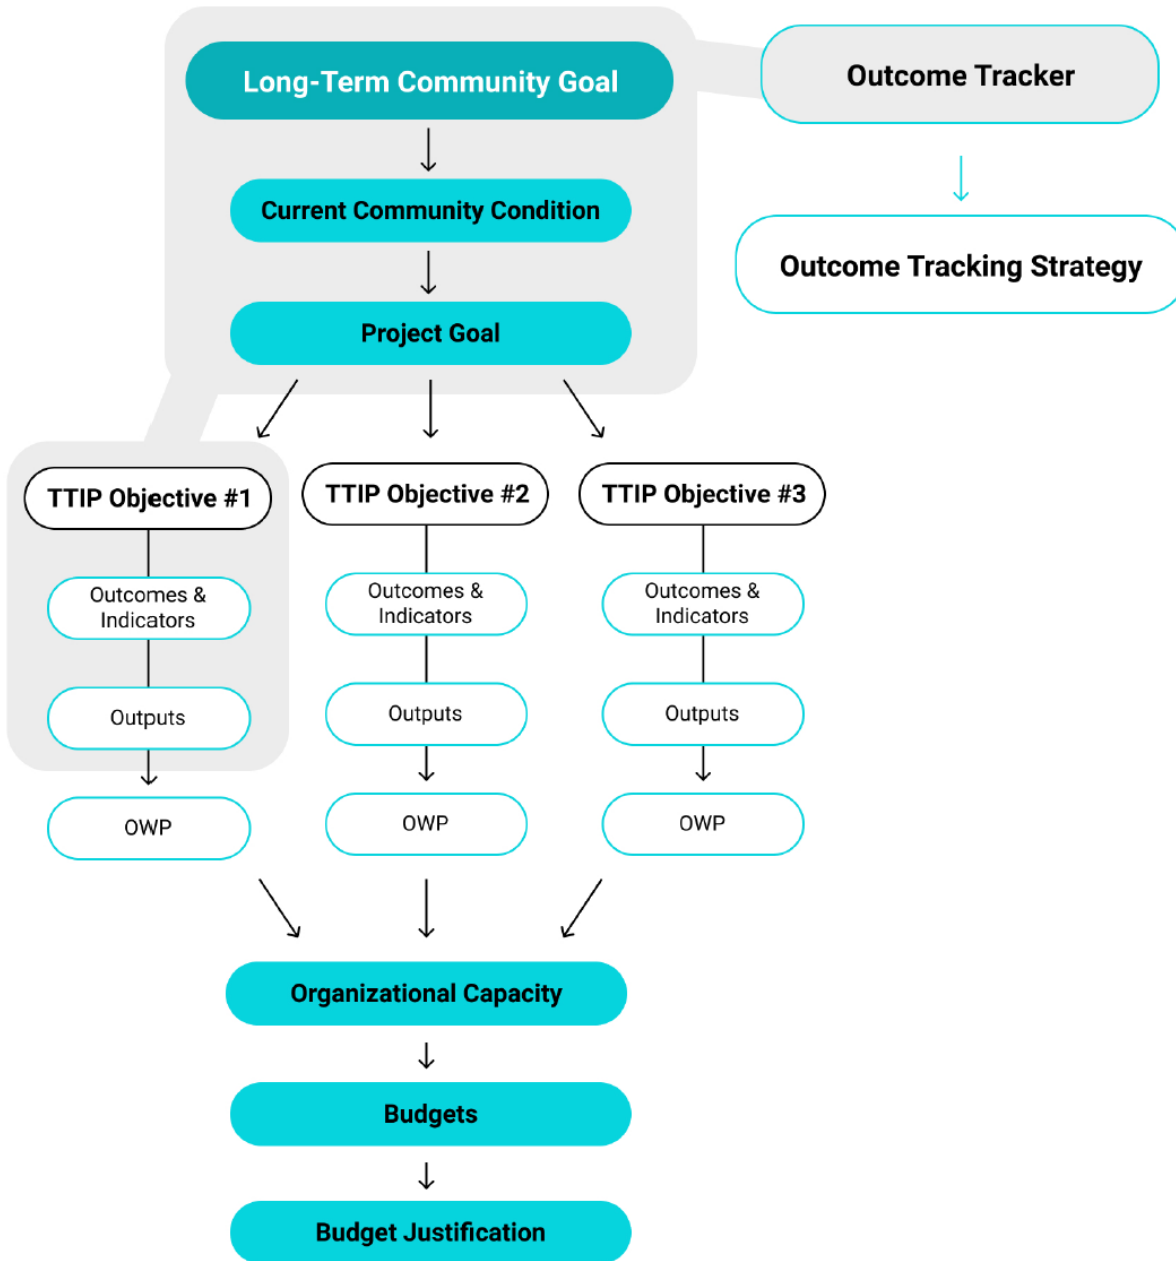 Long-Term Community Goal
Outcome Tracker
Current Community Condition
Outcome Tracking Strategy
Project Goal
TTIP Objective #1
TTIP Objective #2
TTIP Objective #3
Outcomes &
Indicators
Outcomes &
Indicators
Outcomes &
Indicators
Outputs
Outputs
Outputs
OWP
OWP
OWP
Organizational Capacity
Budgets
Budget Justification